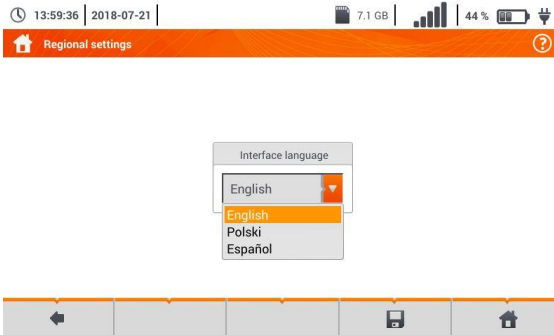 13:59:36 2018-07-21 7.1 GB 44 %
Regional settings ?
Interface language
English
English
Polski
Español